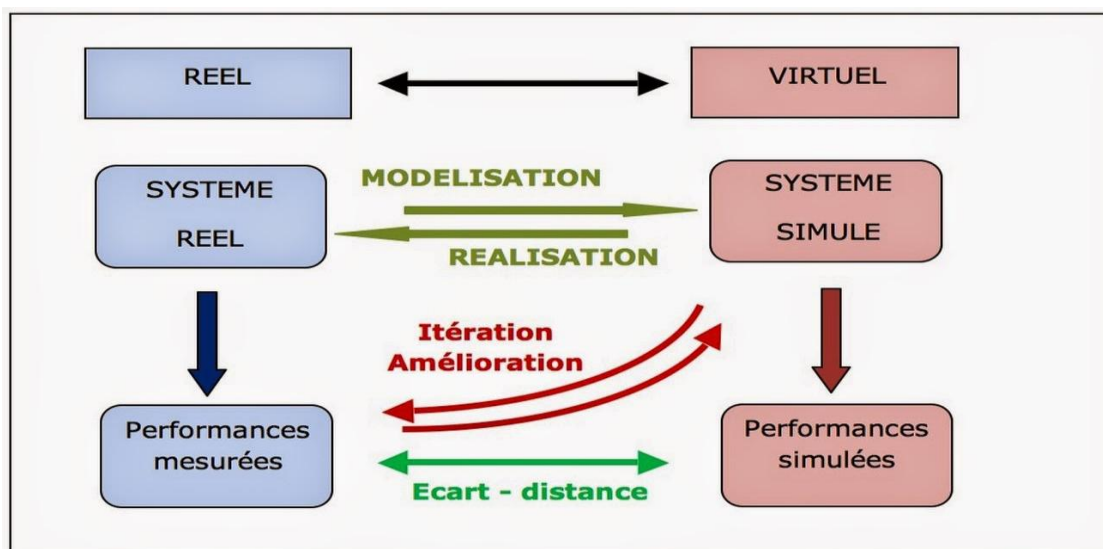 REEL
VIRTUEL
SYSTEME
REEL
MODELISATION
REALISATION
SYSTEME
SIMULE
Itération
Amélioration
Performances
mesurées
Ecart - distance
Performances
simulées